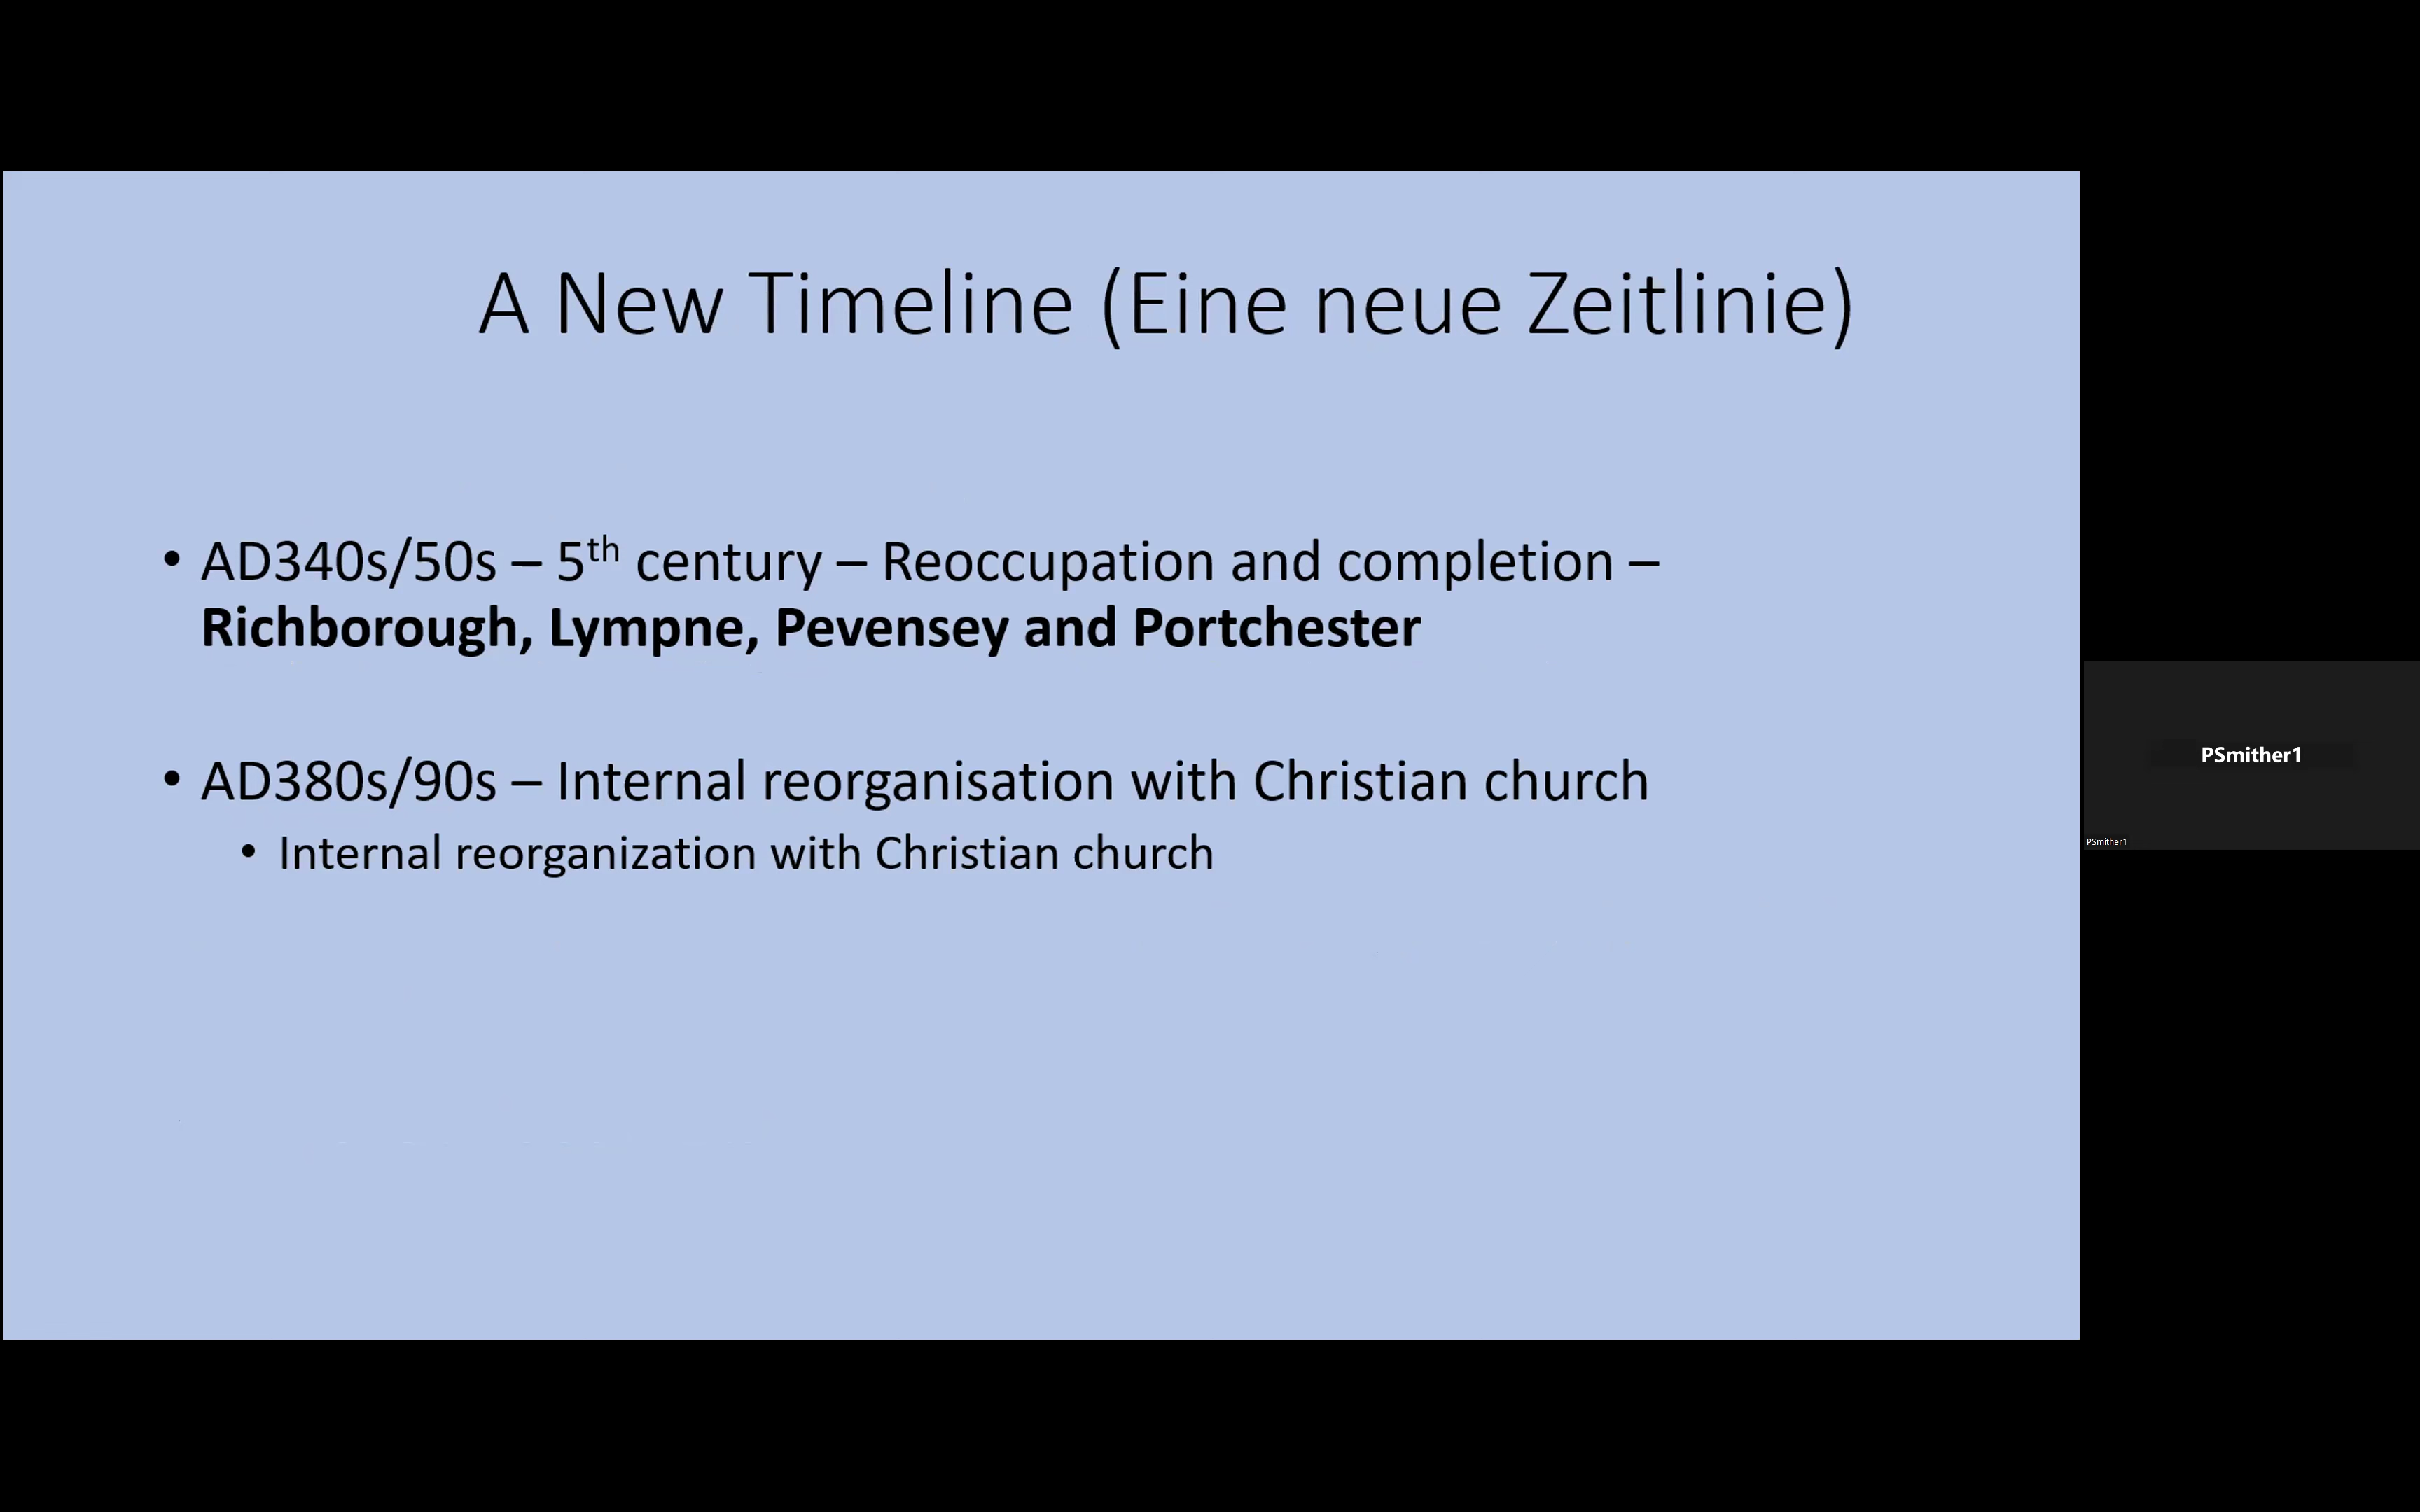 A New Timeline (Eine neue Zeitlinie)
• AD340s/50s – 5th century – Reoccupation and completion –
Richborough, Lympne, Pevensey and Portchester
• AD380s/90s – Internal reorganisation with Christian church
• Internal reorganization with Christian church
PSmither1
PSmither1